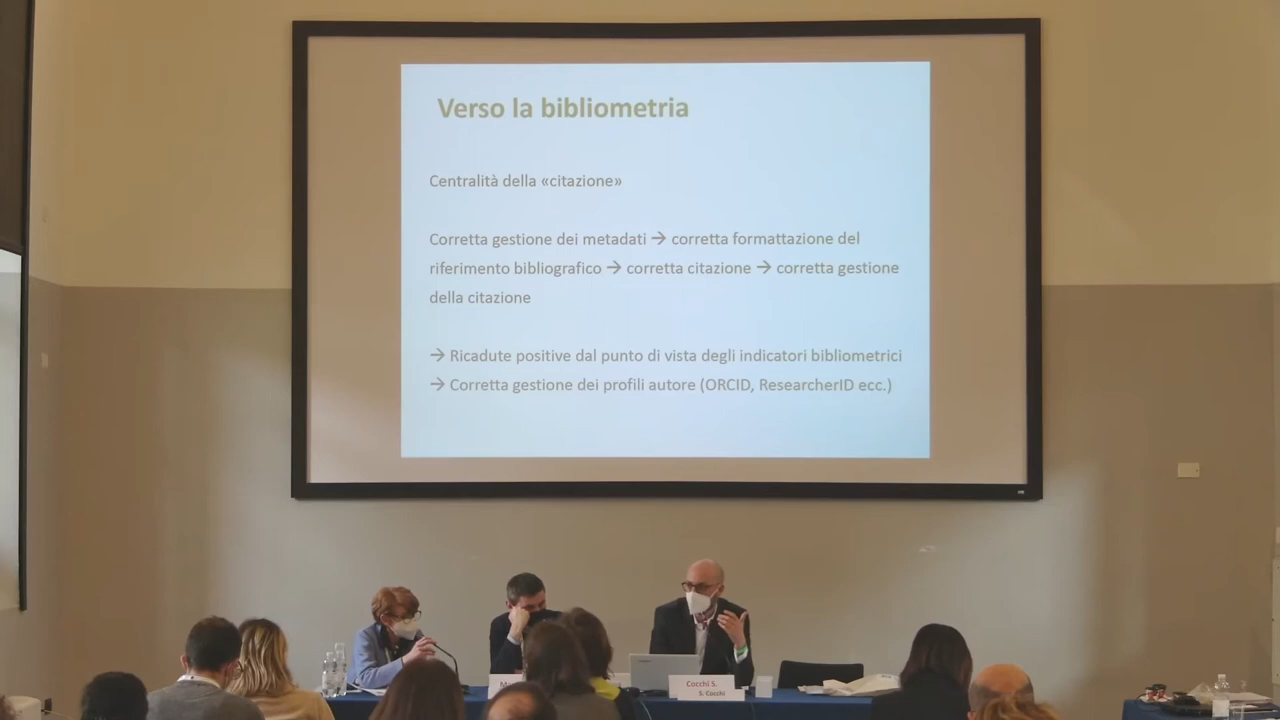 Verso la bibliometria
Centralità della «citazione»
Corretta gestione dei metadati → corretta formattazione del
riferimento bibliografico → corretta citazione → corretta gestione
della citazione
→ Ricadute positive dal punto di vista degli indicatori bibliometrici
→ Corretta gestione dei profili autore (ORCID, ResearcherID ecc.)
Cocchi S.
S. Cocchi